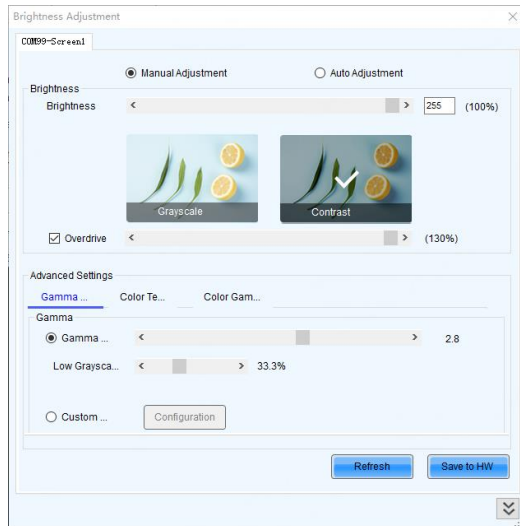 Brightness Adjustment
COM99-Screen1
Manual Adjustment Auto Adjustment
Brightness
Brightness 255 (100%)
Grayscale Contrast
Overdrive (130%)
Advanced Settings
Gamma ... Color Te... Color Gam...
Gamma
Gamma ... 2.8
Low Graysca... 33.3%
Custom ... Configuration
Refresh Save to HW